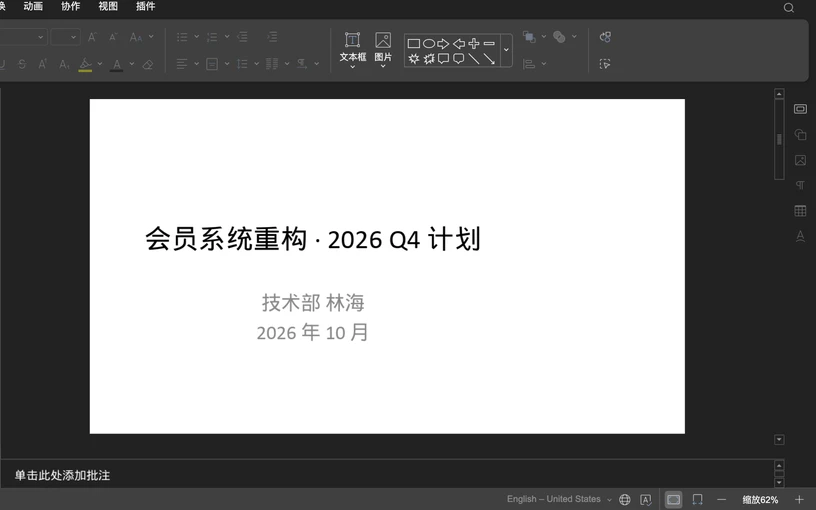 换
动画
协作
视图
插件
文本框
图片
会员系统重构 · 2026 Q4 计划
技术部 林海
2026 年 10 月
单击此处添加批注
English – United States
缩放62%